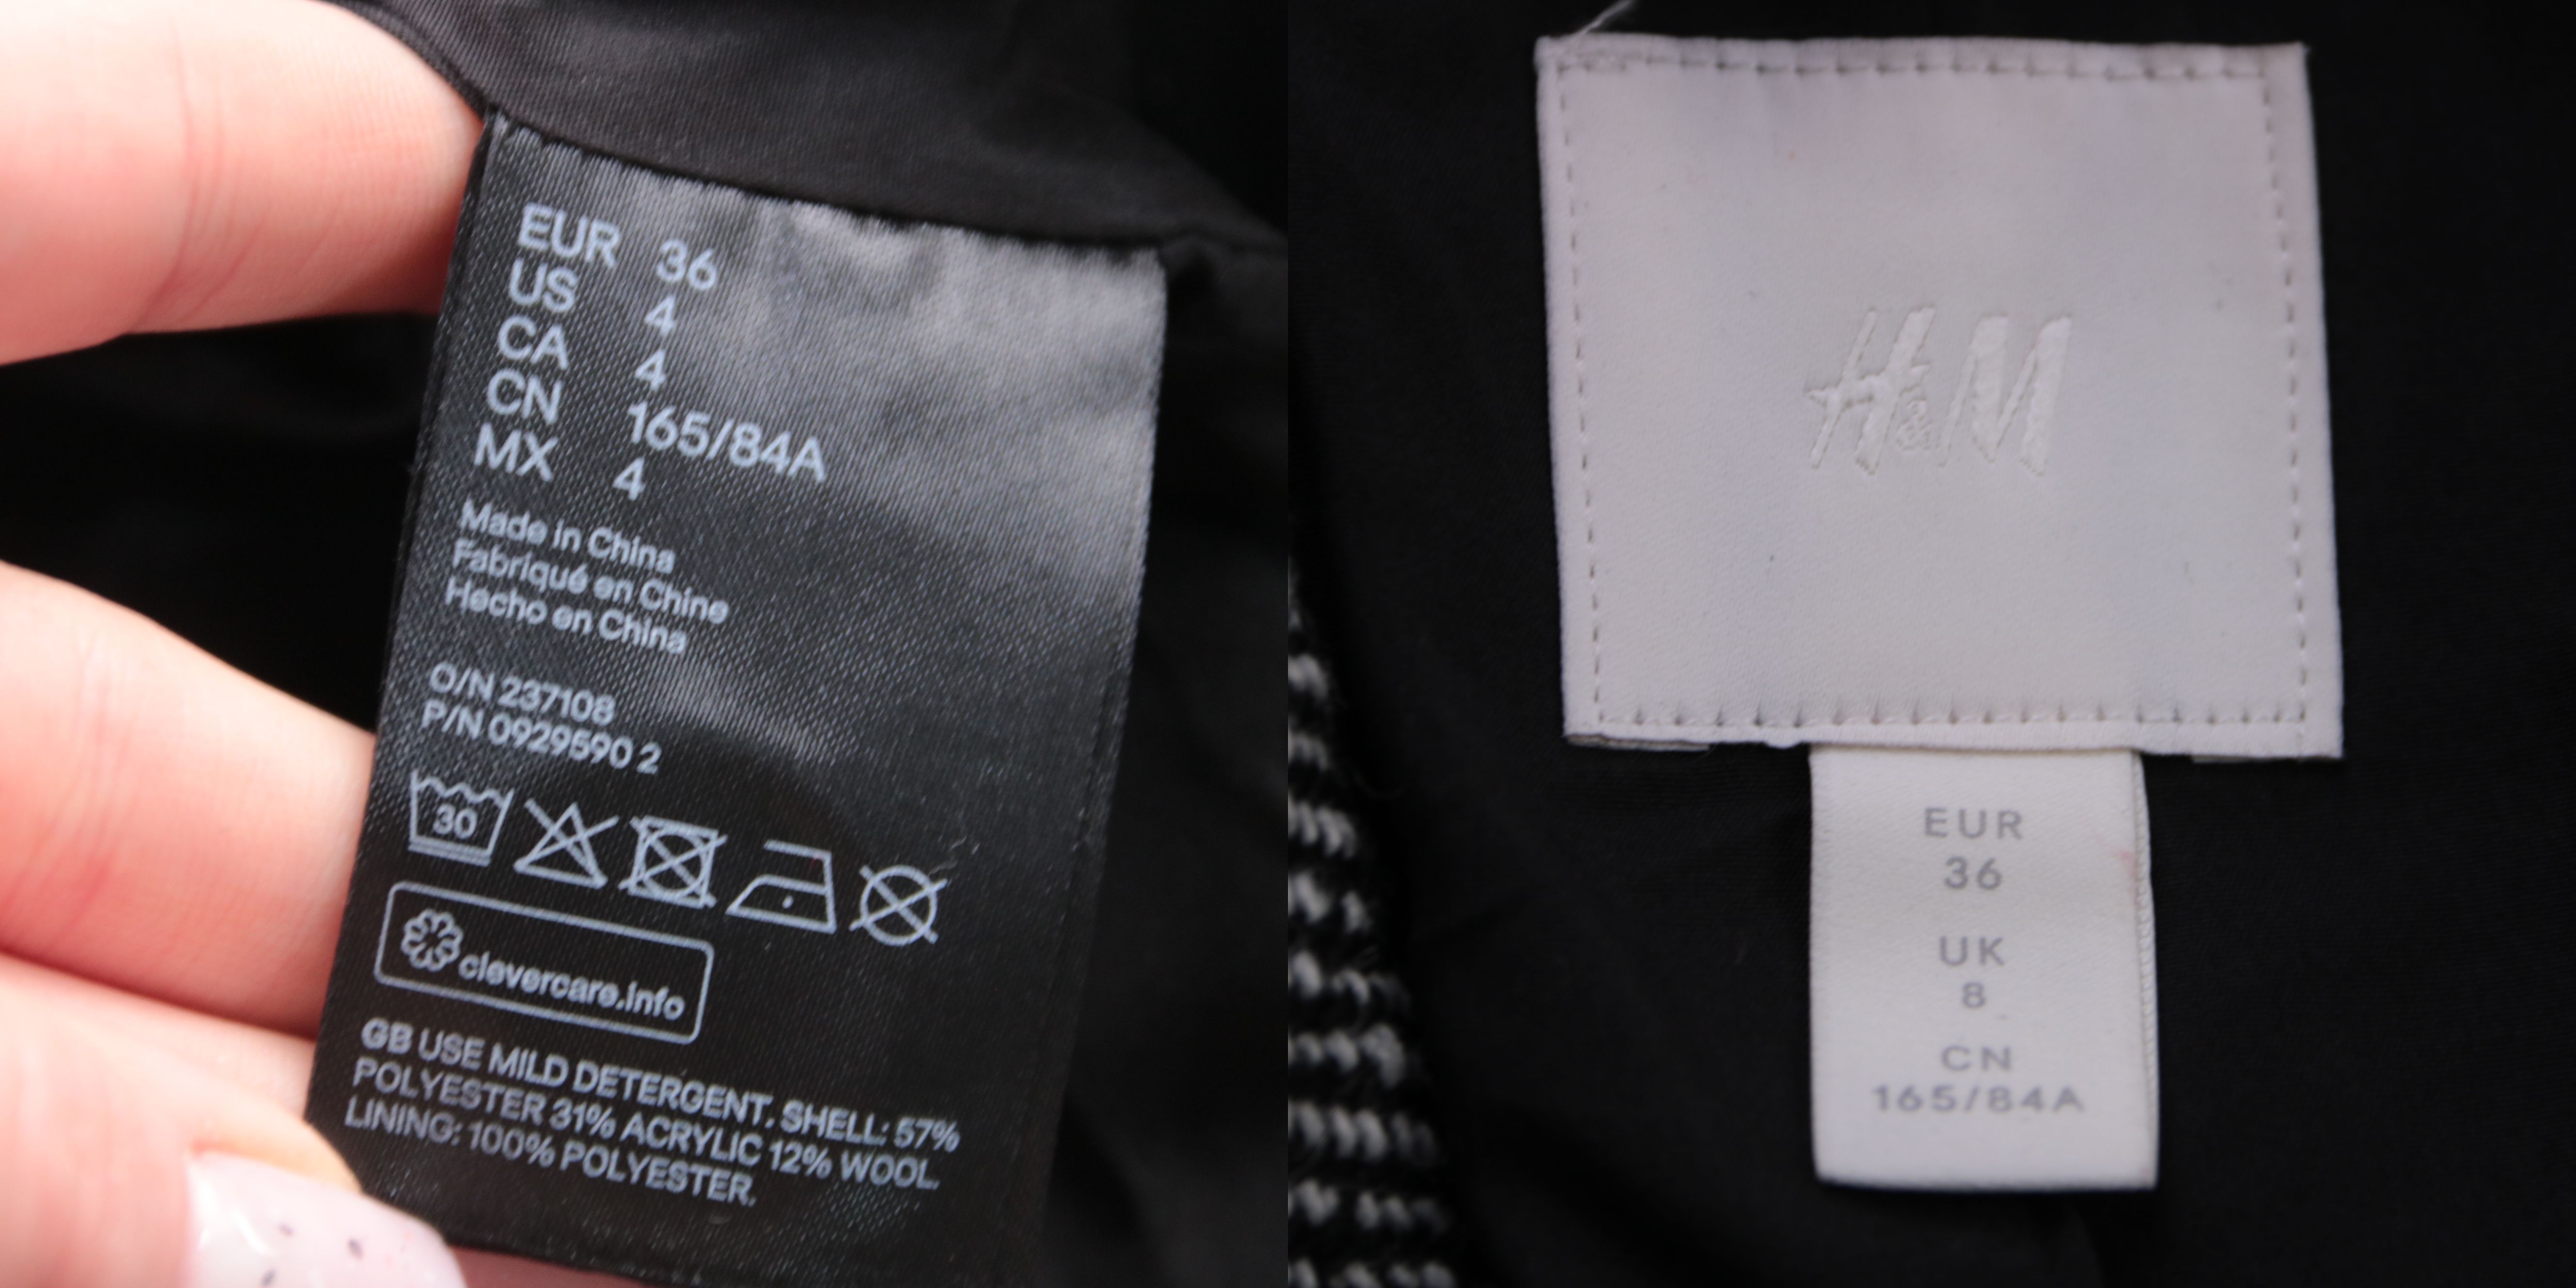 EUR 36
US 4
CA 4
CN 165/84A
MX 4
Made in China
Fabriqué en Chine
Hecho en China
O/N 237108
P/N 0929590 2
30
clevercare.info
GB USE MILD DETERGENT. SHELL: 57%
POLYESTER 31% ACRYLIC 12% WOOL.
LINING: 100% POLYESTER.
H&M
EUR
36
UK
8
CN
165/84A